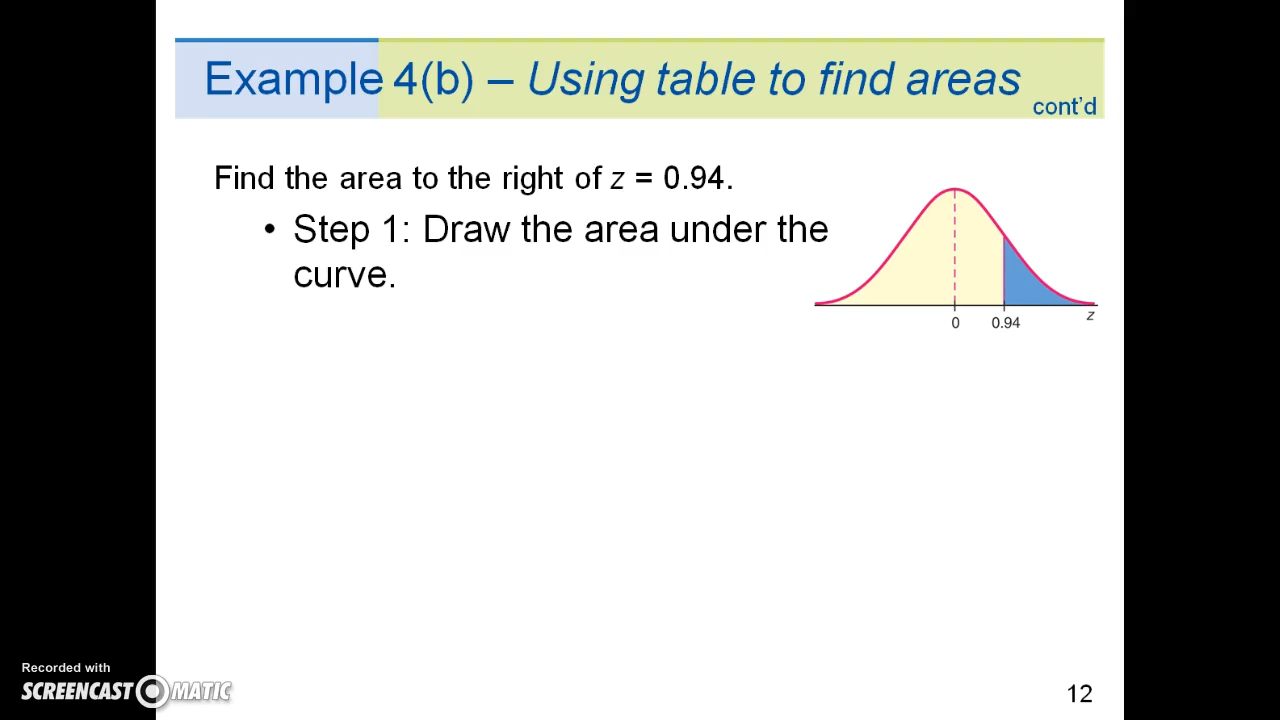 Example 4(b) – Using table to find areas
cont'd
Find the area to the right of z = 0.94.
• Step 1: Draw the area under the
curve.
0 0.94 z
Recorded with
SCREENCAST MATIC
12